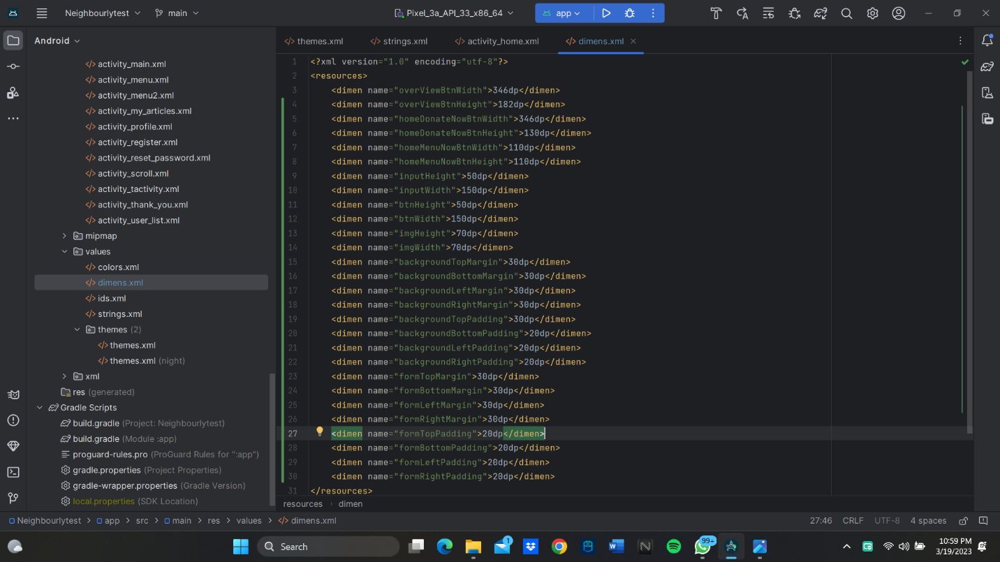 Neighbourlytest
main
Pixel_3a_API_33_x86_64
app
Android
themes.xml
strings.xml
activity_home.xml
dimens.xml
activity_main.xml
activity_menu.xml
activity_menu2.xml
activity_my_articles.xml
activity_profile.xml
activity_register.xml
activity_reset_password.xml
activity_scroll.xml
activity_tactivity.xml
activity_thank_you.xml
activity_user_list.xml
mipmap
values
colors.xml
dimens.xml
ids.xml
strings.xml
themes (2)
themes.xml
themes.xml (night)
xml
res (generated)
Gradle Scripts
build.gradle (Project: Neighbourlytest)
build.gradle (Module :app)
proguard-rules.pro (ProGuard Rules for ":app")
gradle.properties (Project Properties)
gradle-wrapper.properties (Gradle Version)
local.properties (SDK Location)
1 <?xml version="1.0" encoding="utf-8"?>
2 <resources>
3 <dimen name="overViewBtnWidth">346dp</dimen>
4 <dimen name="overViewBtnHeight">182dp</dimen>
5 <dimen name="homeDonateNowBtnWidth">346dp</dimen>
6 <dimen name="homeDonateNowBtnHeight">130dp</dimen>
7 <dimen name="homeMenuNowBtnWidth">110dp</dimen>
8 <dimen name="homeMenuNowBtnHeight">110dp</dimen>
9 <dimen name="inputHeight">50dp</dimen>
10 <dimen name="inputWidth">150dp</dimen>
11 <dimen name="btnHeight">50dp</dimen>
12 <dimen name="btnWidth">150dp</dimen>
13 <dimen name="imgHeight">70dp</dimen>
14 <dimen name="imgWidth">70dp</dimen>
15 <dimen name="backgroundTopMargin">30dp</dimen>
16 <dimen name="backgroundBottomMargin">30dp</dimen>
17 <dimen name="backgroundLeftMargin">30dp</dimen>
18 <dimen name="backgroundRightMargin">30dp</dimen>
19 <dimen name="backgroundTopPadding">30dp</dimen>
20 <dimen name="backgroundBottomPadding">20dp</dimen>
21 <dimen name="backgroundLeftPadding">20dp</dimen>
22 <dimen name="backgroundRightPadding">20dp</dimen>
23 <dimen name="formTopMargin">30dp</dimen>
24 <dimen name="formBottomMargin">30dp</dimen>
25 <dimen name="formLeftMargin">30dp</dimen>
26 <dimen name="formRightMargin">30dp</dimen>
27 <dimen name="formTopPadding">20dp</dimen>
28 <dimen name="formBottomPadding">20dp</dimen>
29 <dimen name="formLeftPadding">20dp</dimen>
30 <dimen name="formRightPadding">20dp</dimen>
31 </resources>
resources > dimen
Neighbourlytest > app > src > main > res > values > dimens.xml
27:46 CRLF UTF-8 4 spaces
Search
1
99+
10:59 PM
3/19/2023